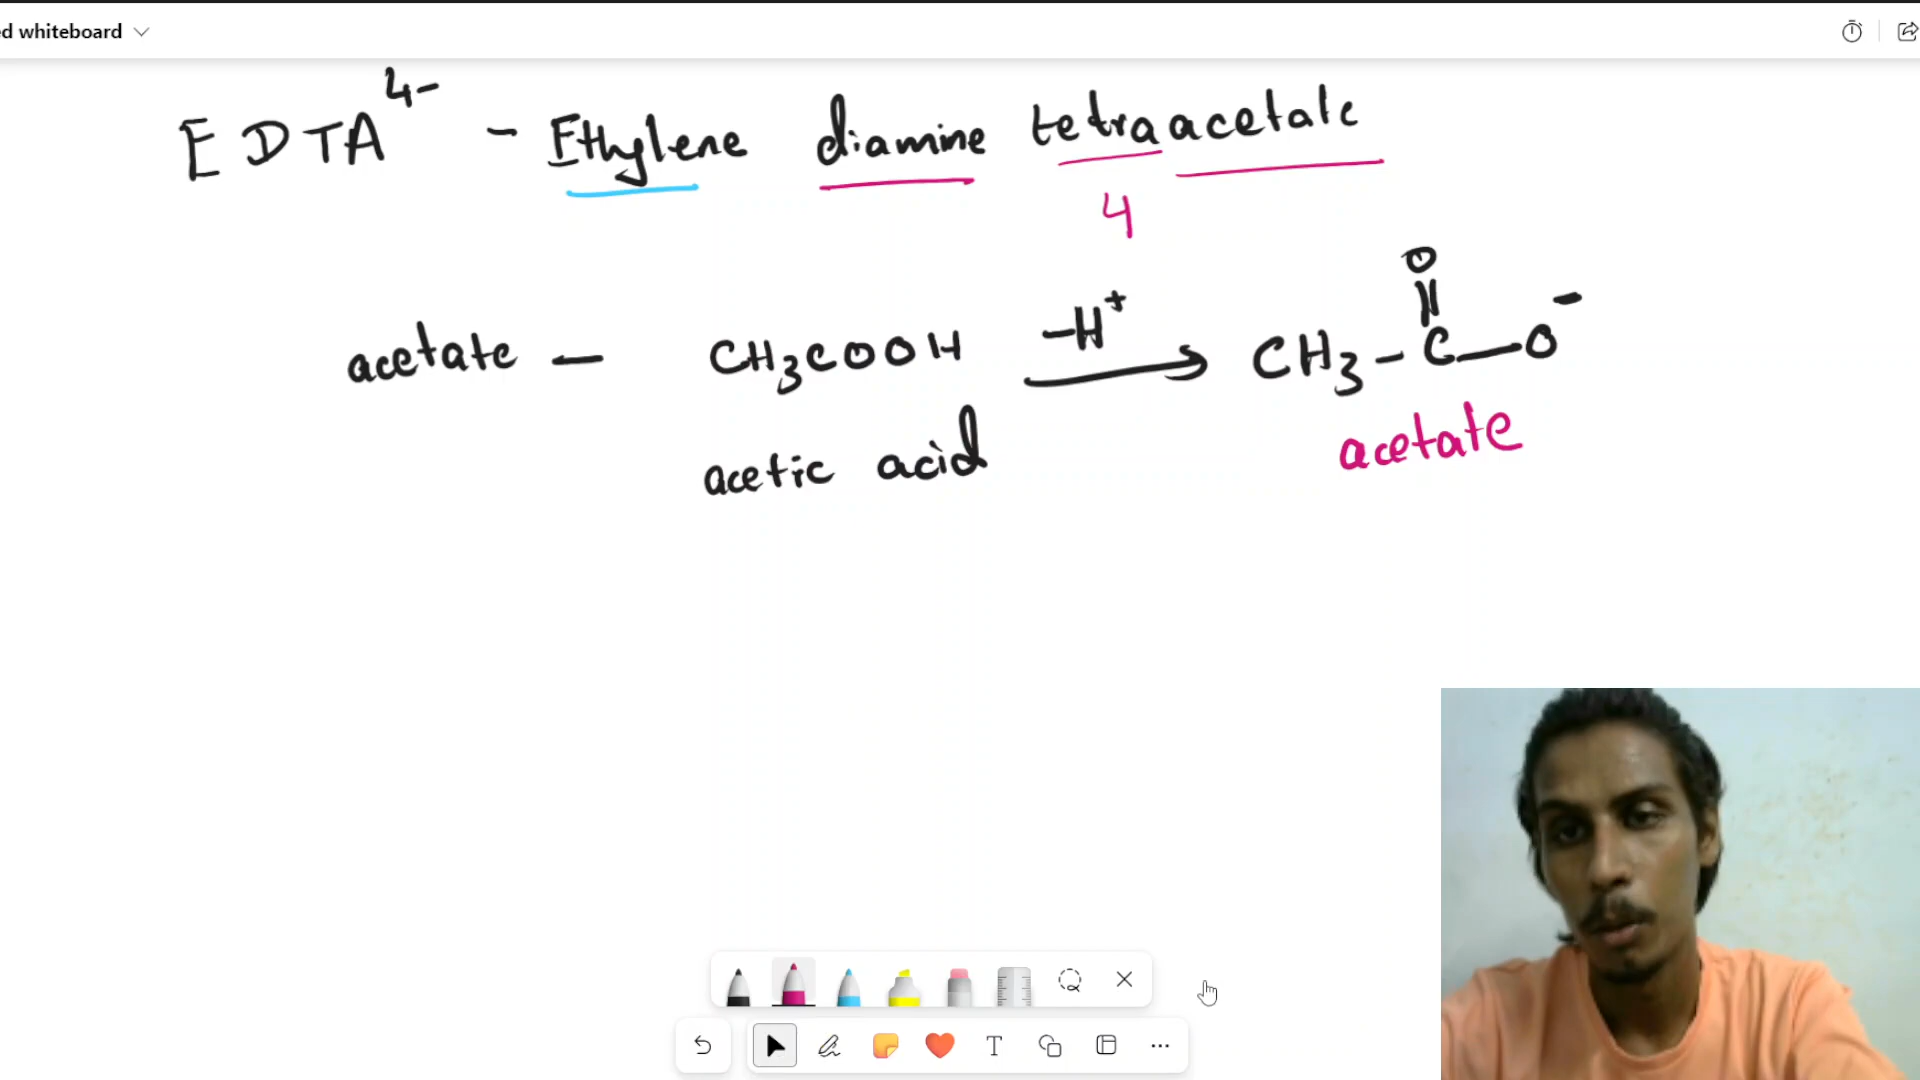 d whiteboard
EDTA⁴⁻ - Ethylene diamine tetraacetate
4
acetate — CH₃COOH -H⁺ → CH₃-C(=O)—O⁻
acetic acid acetate
T